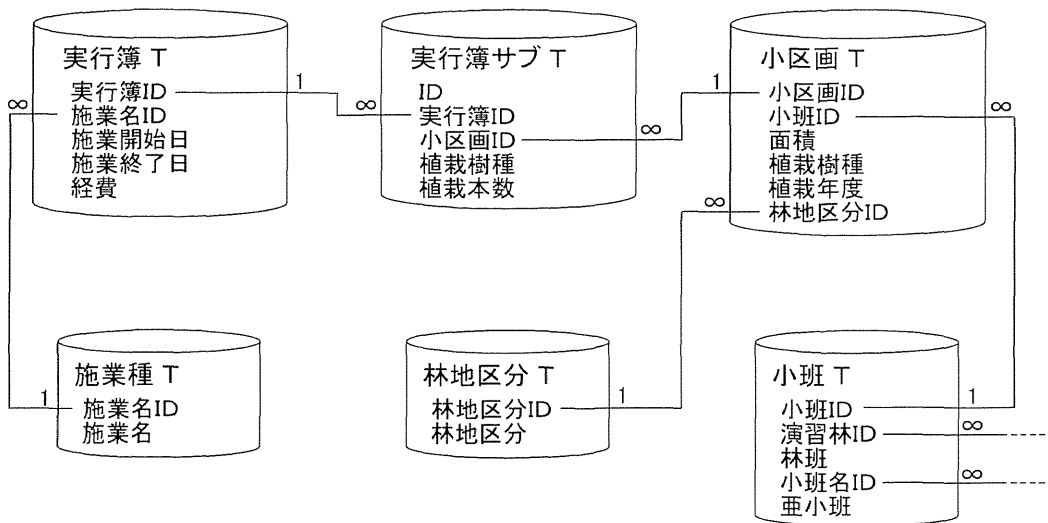 実行簿 T
実行簿ID
施業名ID
施業開始日
施業終了日
経費
∞
1
実行簿サブ T
ID
実行簿ID
小区画ID
植栽樹種
植栽本数
∞
∞
小区画 T
小区画ID
小班ID
面積
植栽樹種
植栽年度
林地区分ID
1
∞
∞
施業種 T
施業名ID
施業名
1
林地区分 T
林地区分ID
林地区分
1
小班 T
小班ID
演習林ID
林班
小班名ID
亜小班
1
∞
∞